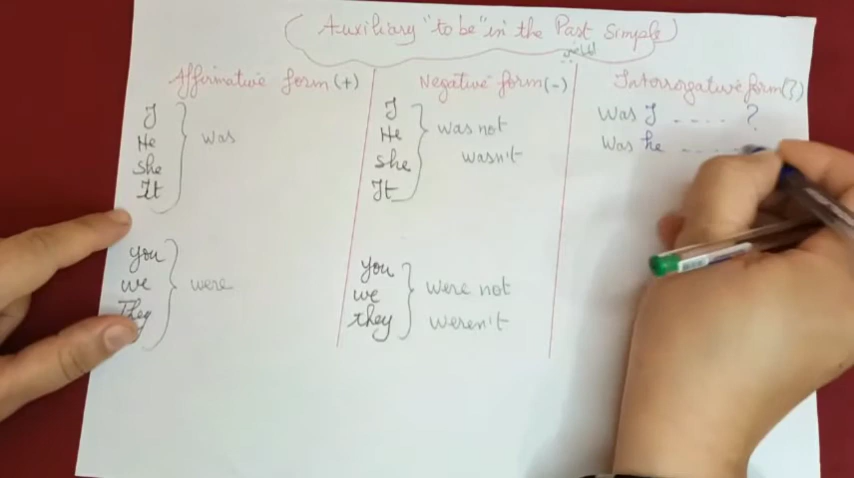 Auxiliary "to be" in the Past Simple
Affirmative form (+)
I
He
She
It
was
you
we
They
were
Negative form (-)
I
He
She
It
was not
wasn't
you
we
they
were not
weren't
Interrogative form (?)
Was I .... ?
Was he ....